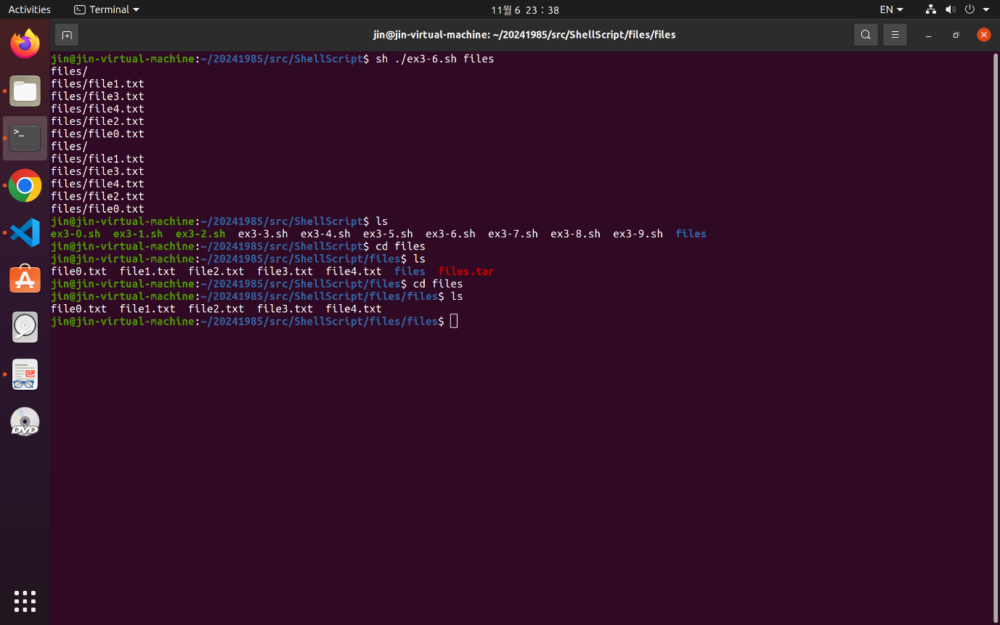 Activities
Terminal
11월 6 23：38
EN
jin@jin-virtual-machine: ~/20241985/src/ShellScript/files/files
jin@jin-virtual-machine:~/20241985/src/ShellScript$ sh ./ex3-6.sh files
files/
files/file1.txt
files/file3.txt
files/file4.txt
files/file2.txt
files/file0.txt
files/
files/file1.txt
files/file3.txt
files/file4.txt
files/file2.txt
files/file0.txt
jin@jin-virtual-machine:~/20241985/src/ShellScript$ ls
ex3-0.sh  ex3-1.sh  ex3-2.sh  ex3-3.sh  ex3-4.sh  ex3-5.sh  ex3-6.sh  ex3-7.sh  ex3-8.sh  ex3-9.sh  files
jin@jin-virtual-machine:~/20241985/src/ShellScript$ cd files
jin@jin-virtual-machine:~/20241985/src/ShellScript/files$ ls
file0.txt  file1.txt  file2.txt  file3.txt  file4.txt  files  files.tar
jin@jin-virtual-machine:~/20241985/src/ShellScript/files$ cd files
jin@jin-virtual-machine:~/20241985/src/ShellScript/files/files$ ls
file0.txt  file1.txt  file2.txt  file3.txt  file4.txt
jin@jin-virtual-machine:~/20241985/src/ShellScript/files/files$
>_
DVD